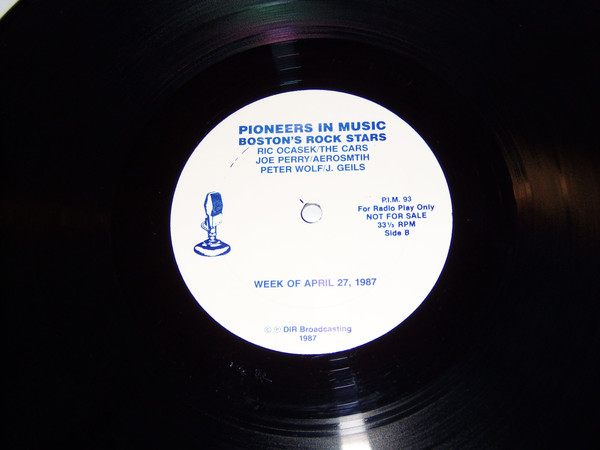 PIONEERS IN MUSIC
BOSTON'S ROCK STARS
RIC OCASEK/THE CARS
JOE PERRY/AEROSMTIH
PETER WOLF/J. GEILS
P.I.M. 93
For Radio Play Only
NOT FOR SALE
33⅓ RPM
Side B
WEEK OF APRIL 27, 1987
© ℗ DIR Broadcasting
1987